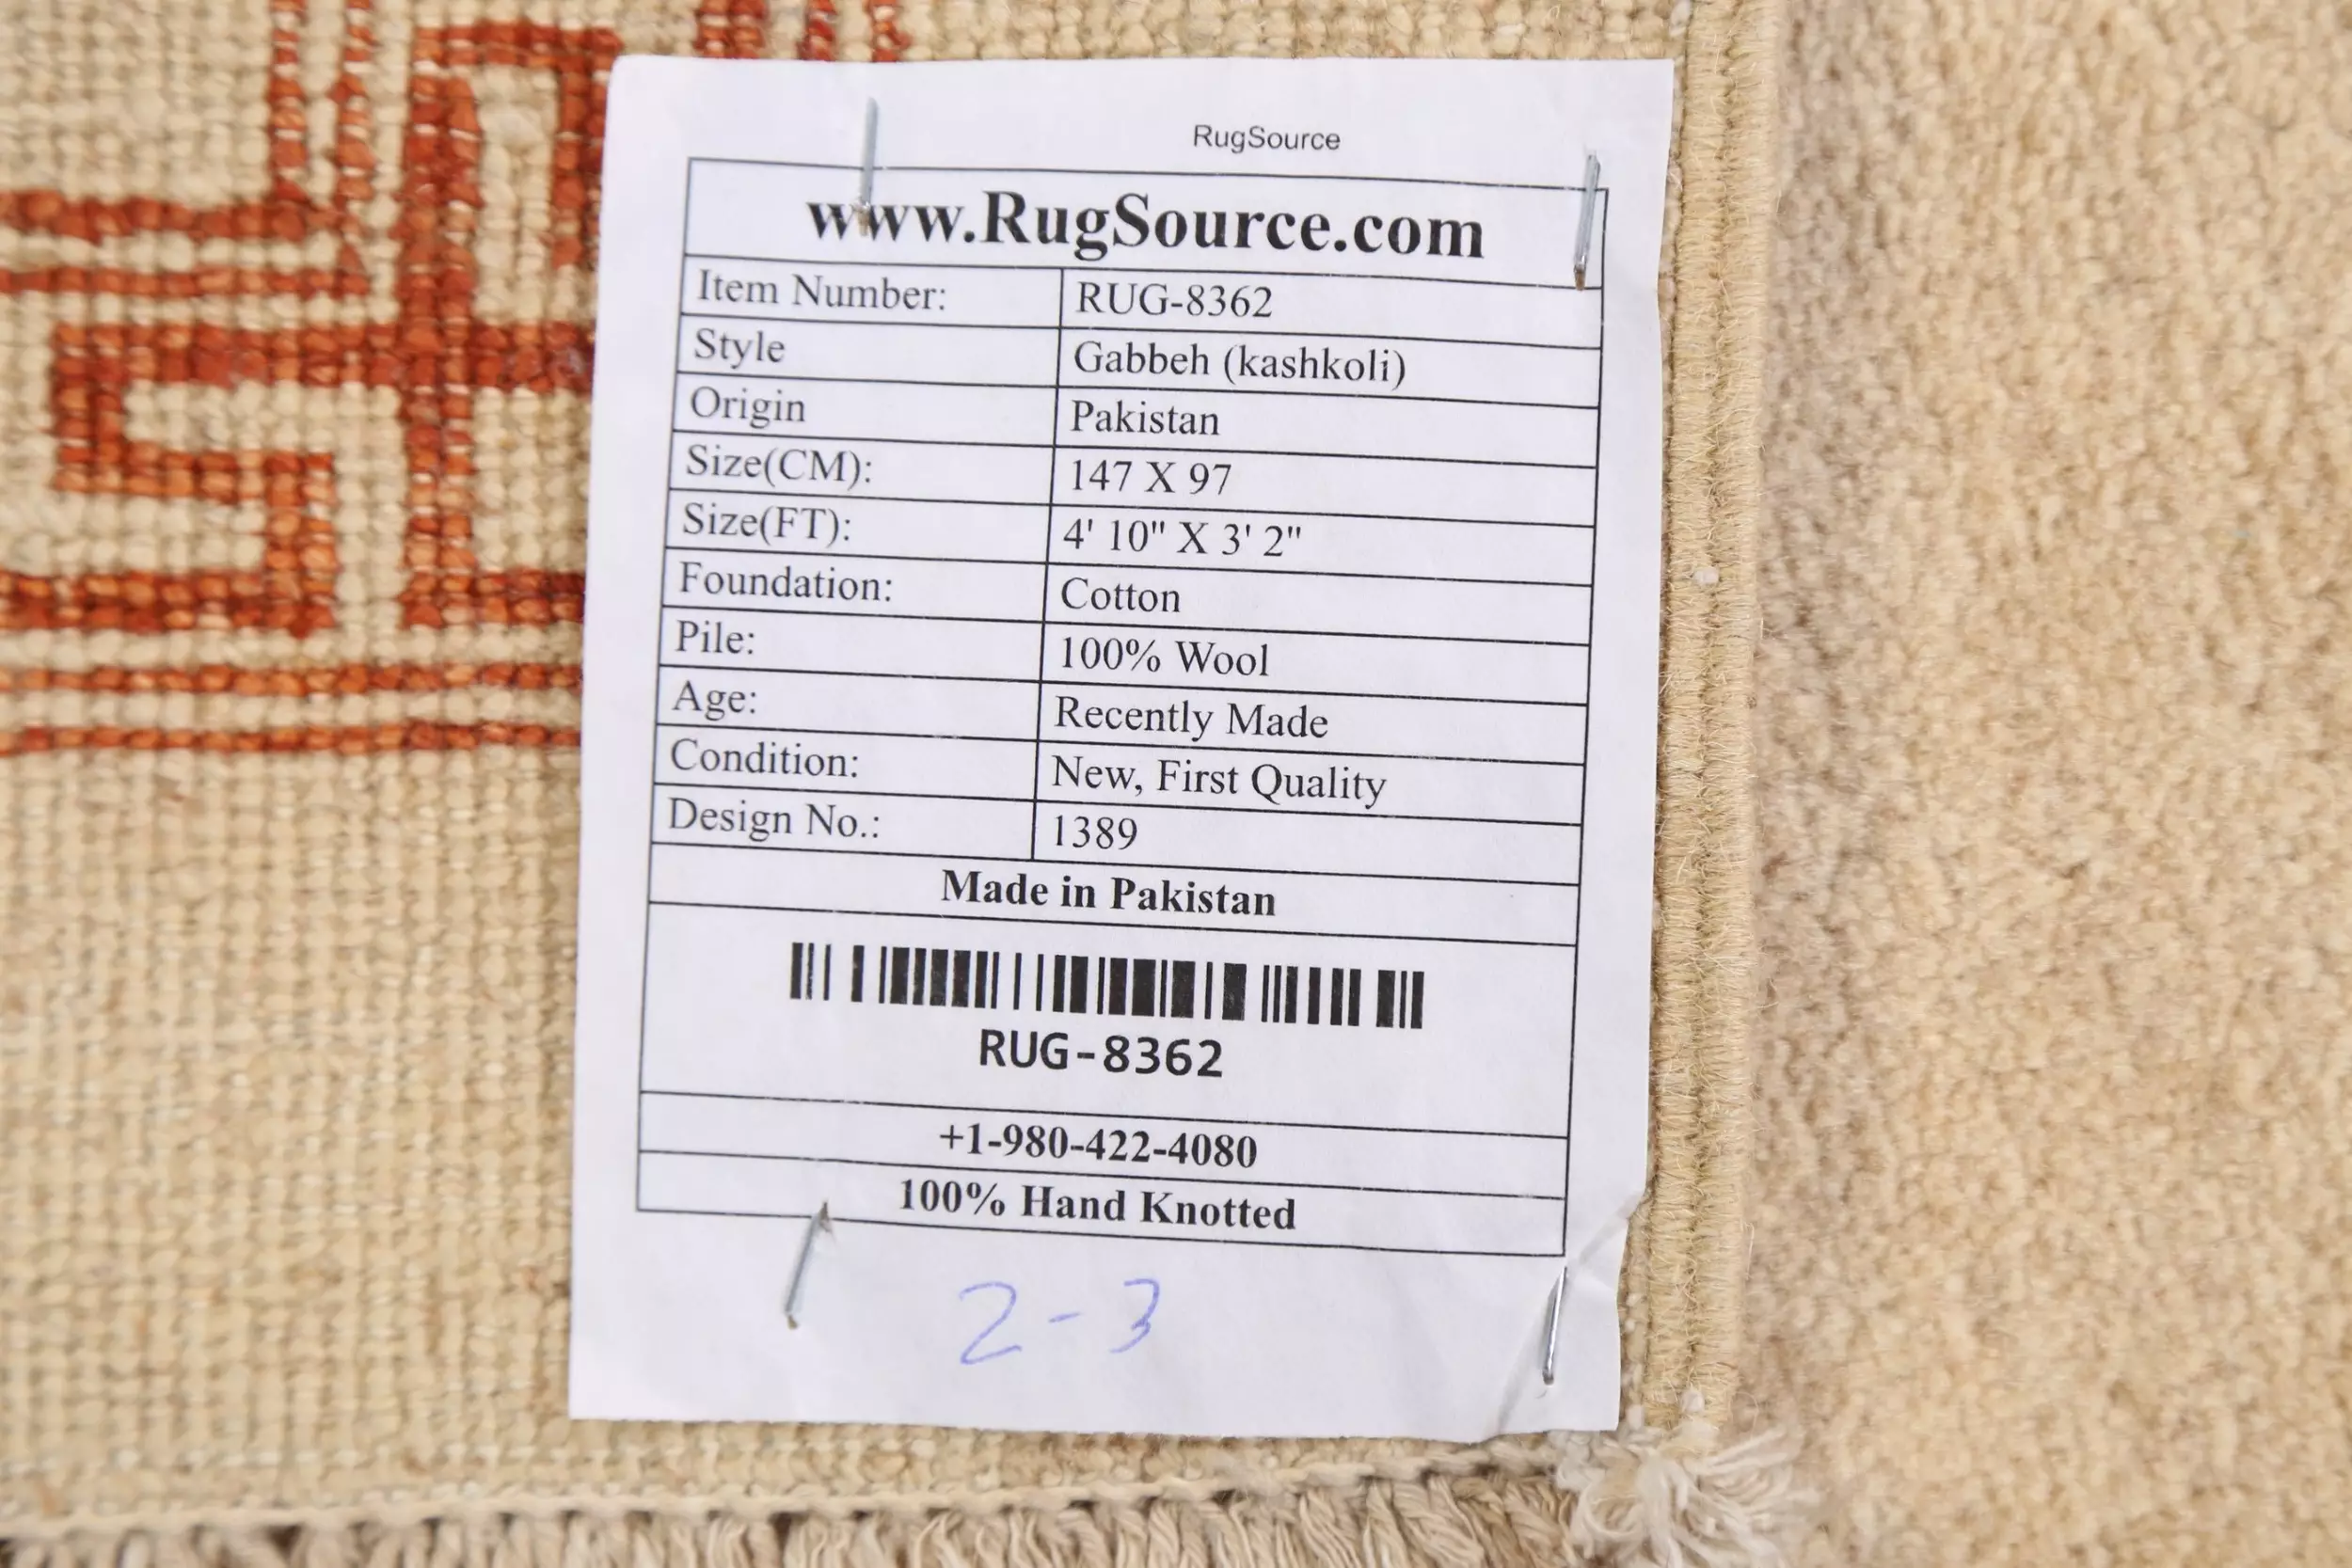 RugSource
www.RugSource.com
Item Number: RUG-8362
Style Gabbeh (kashkoli)
Origin Pakistan
Size(CM): 147 X 97
Size(FT): 4' 10" X 3' 2"
Foundation: Cotton
Pile: 100% Wool
Age: Recently Made
Condition: New, First Quality
Design No.: 1389
Made in Pakistan
RUG-8362
+1-980-422-4080
100% Hand Knotted
2-3